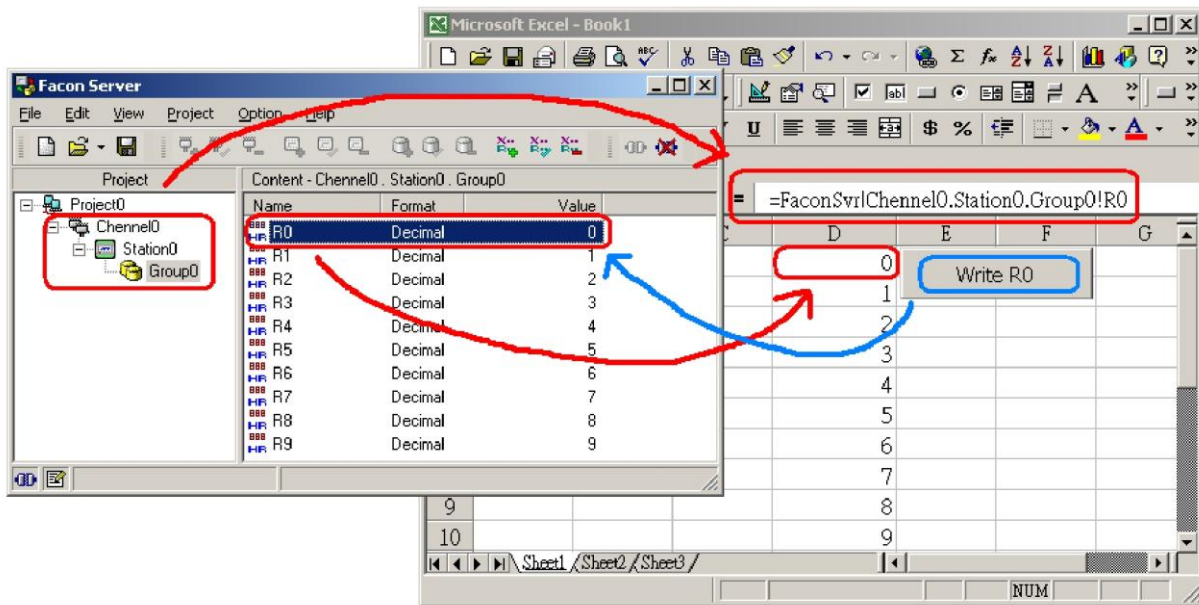 Microsoft Excel - Book1
ABC
ab
U $ % A
= =FaconSvr|Chennel0.Station0.Group0!R0
D E F G
0 Write R0
1
2
3
4
5
6
7
9 8
10 9
Sheet1 Sheet2 Sheet3
NUM
Facon Server
File Edit View Project Option Help
Project
Project0
Chennel0
Station0
Group0
Content - Chennel0 . Station0 . Group0
Name Format Value
R0 Decimal 0
R1 Decimal 1
R2 Decimal 2
R3 Decimal 3
R4 Decimal 4
R5 Decimal 5
R6 Decimal 6
R7 Decimal 7
R8 Decimal 8
R9 Decimal 9